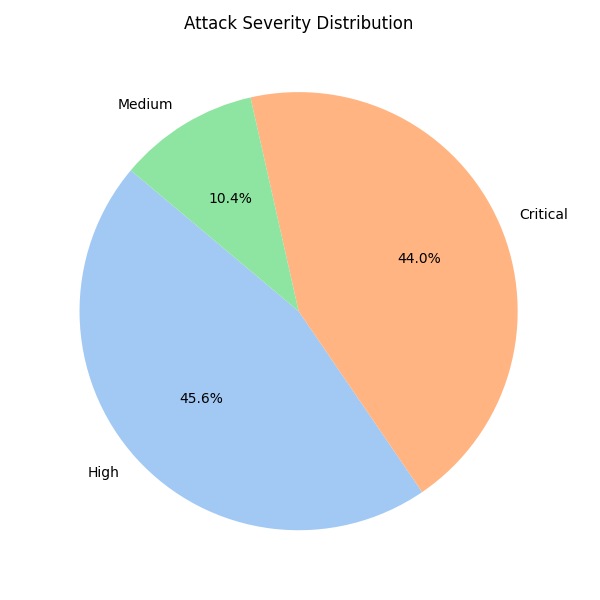 Attack Severity Distribution
Medium
10.4%
Critical
44.0%
45.6%
High